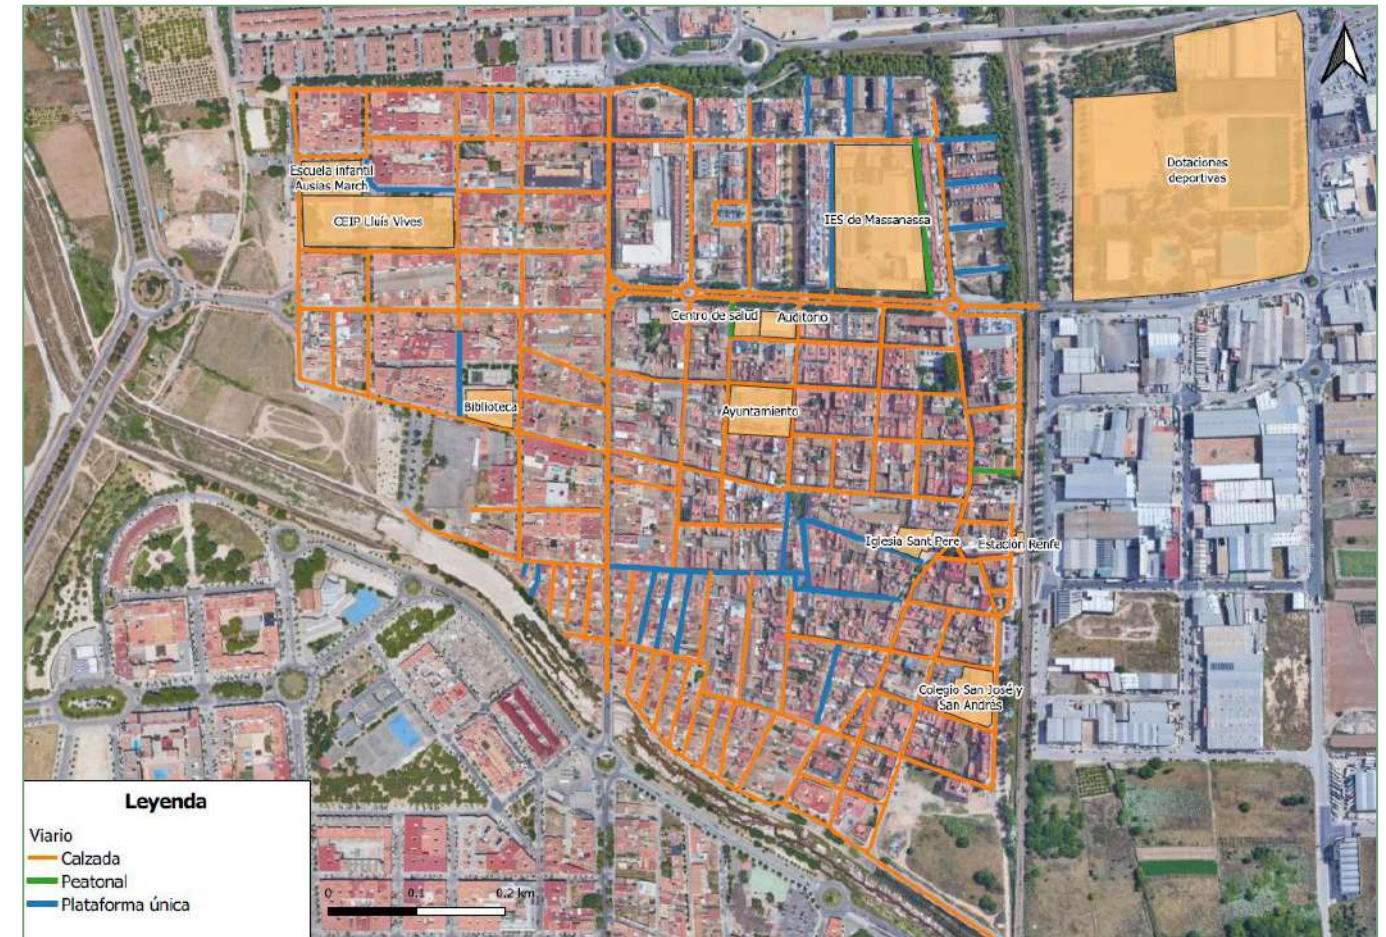 Dotaciones
deportivas
Escuela infantil
Ausias March
CEIP Lluís Vives
IES de Massanassa
Centro de salud
Auditorio
Biblioteca
Ayuntamiento
Iglesia Sant Pere
Estación Renfe
Colegio San José y
San Andrés
Leyenda
Viario
Calzada
Peatonal
Plataforma única
0 0.1 0.2 km